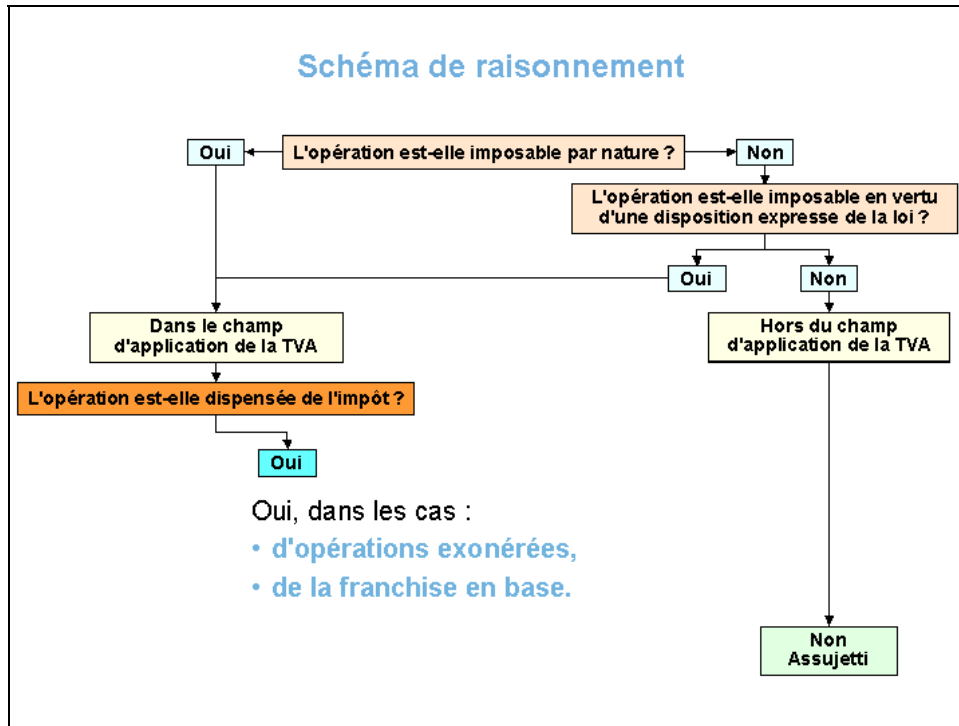 Schéma de raisonnement
Oui
L'opération est-elle imposable par nature ?
Non
L'opération est-elle imposable en vertu
d'une disposition expresse de la loi ?
Oui
Non
Dans le champ
d'application de la TVA
Hors du champ
d'application de la TVA
L'opération est-elle dispensée de l'impôt ?
Oui
Oui, dans les cas :
• d'opérations exonérées,
• de la franchise en base.
Non
Assujetti